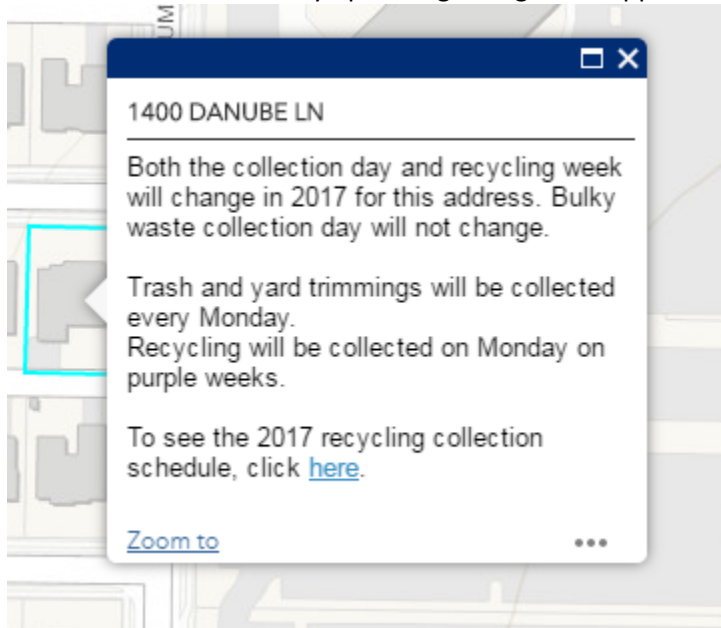 UM
1400 DANUBE LN
Both the collection day and recycling week
will change in 2017 for this address. Bulky
waste collection day will not change.
Trash and yard trimmings will be collected
every Monday.
Recycling will be collected on Monday on
purple weeks.
To see the 2017 recycling collection
schedule, click here.
Zoom to